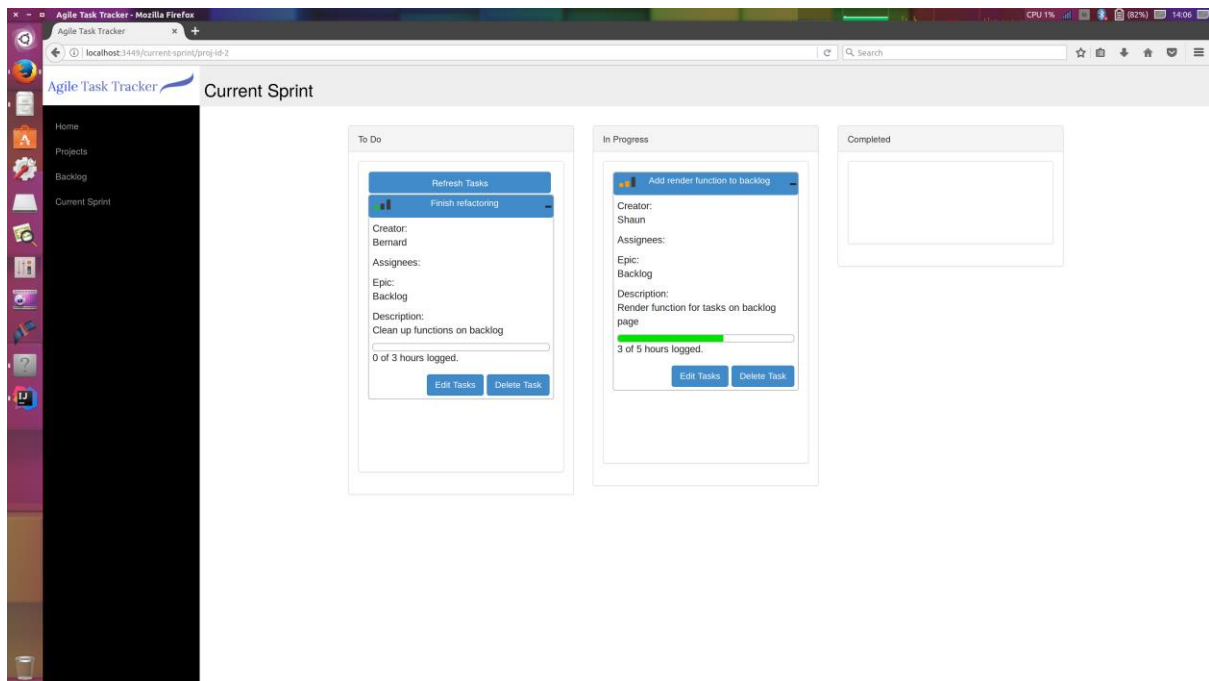 Agile Task Tracker - Mozilla Firefox
CPU 1%
(82%)
14:06
Agile Task Tracker
localhost:3449/current-sprint/proj-id-2
Search
Agile Task Tracker
Current Sprint
Home
Projects
Backlog
Current Sprint
To Do
Refresh Tasks
Finish refactoring
Creator:
Bernard
Assignees:
Epic:
Backlog
Description:
Clean up functions on backlog
0 of 3 hours logged.
Edit Tasks
Delete Task
In Progress
Add render function to backlog
Creator:
Shaun
Assignees:
Epic:
Backlog
Description:
Render function for tasks on backlog
page
3 of 5 hours logged.
Edit Tasks
Delete Task
Completed